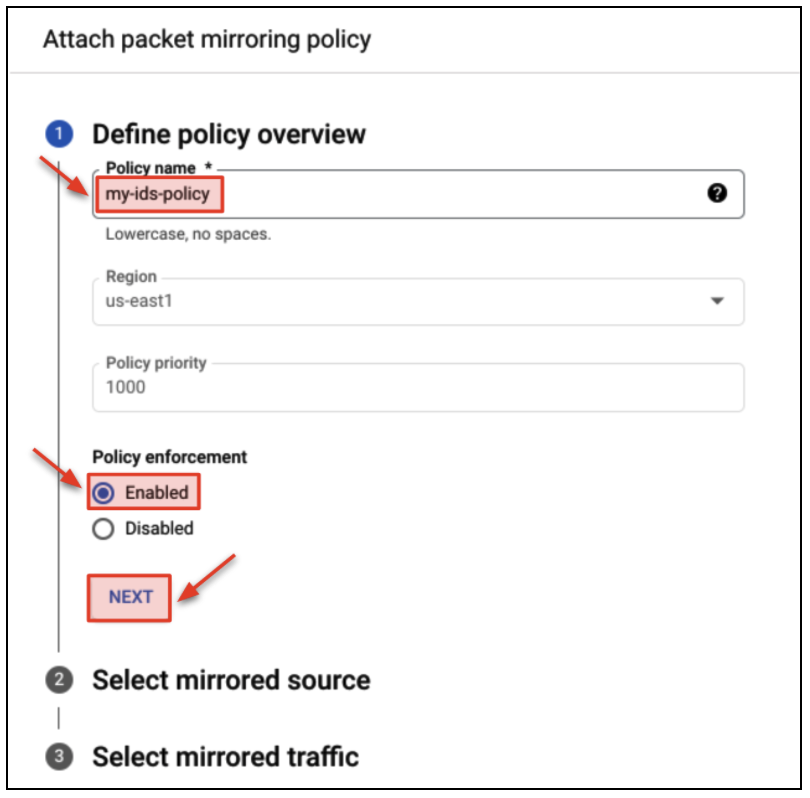 Attach packet mirroring policy
1 Define policy overview
Policy name *
my-ids-policy
Lowercase, no spaces.
Region
us-east1
Policy priority
1000
Policy enforcement
Enabled
Disabled
NEXT
2 Select mirrored source
3 Select mirrored traffic